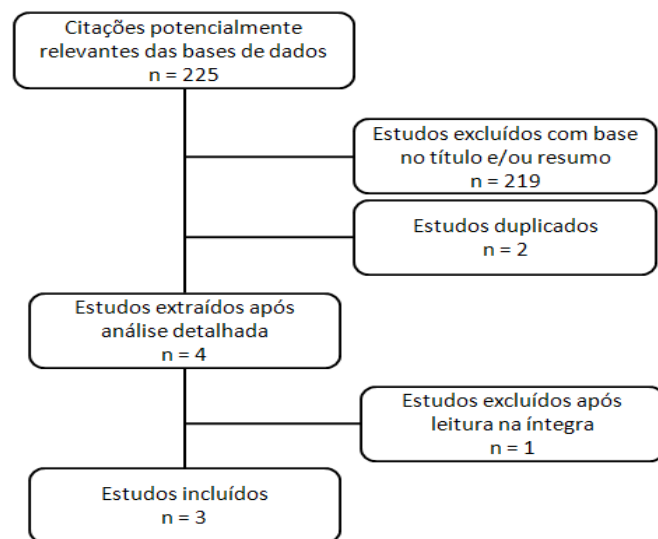 Citações potencialmente
relevantes das bases de dados
n = 225
Estudos excluídos com base
no título e/ou resumo
n = 219
Estudos duplicados
n = 2
Estudos extraídos após
análise detalhada
n = 4
Estudos excluídos após
leitura na íntegra
n = 1
Estudos incluídos
n = 3